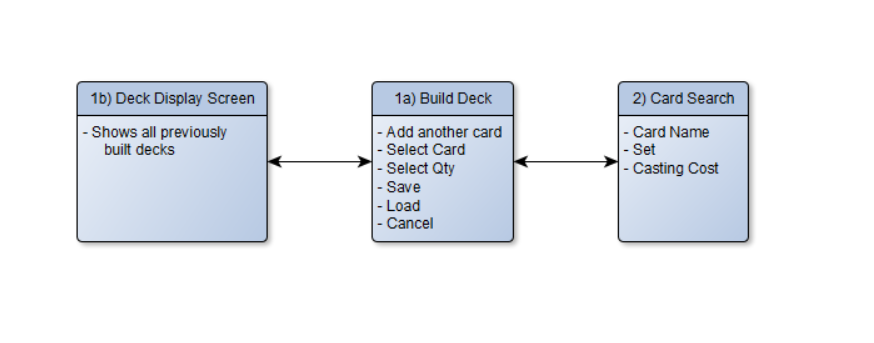 1b) Deck Display Screen
- Shows all previously
built decks
1a) Build Deck
- Add another card
- Select Card
- Select Qty
- Save
- Load
- Cancel
2) Card Search
- Card Name
- Set
- Casting Cost